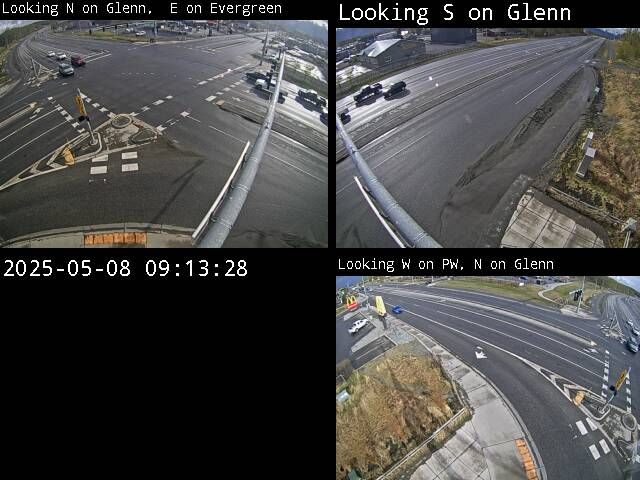 Looking N on Glenn,  E on Evergreen
Looking S on Glenn
2025-05-08 09:13:28
Looking W on PW, N on Glenn